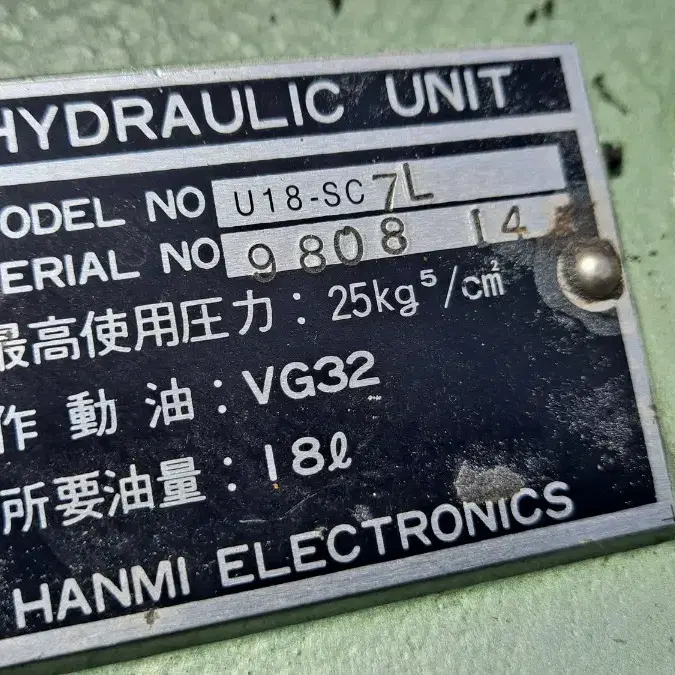 HYDRAULIC UNIT
ODEL NO U18-SC7L
ERIAL NO 9808 14
最高使用圧力:25kg⁵/cm²
作動油:VG32
所要油量:18ℓ
HANMI ELECTRONICS